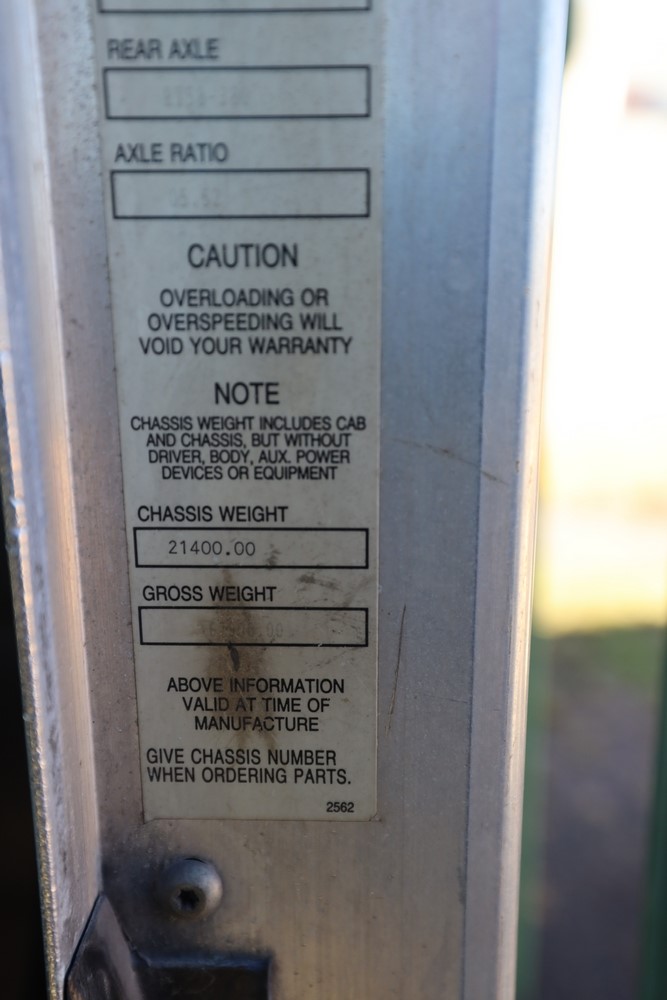 REAR AXLE
AXLE RATIO
CAUTION
OVERLOADING OR
OVERSPEEDING WILL
VOID YOUR WARRANTY
NOTE
CHASSIS WEIGHT INCLUDES CAB
AND CHASSIS, BUT WITHOUT
DRIVER, BODY, AUX. POWER
DEVICES OR EQUIPMENT
CHASSIS WEIGHT
21400.00
GROSS WEIGHT
ABOVE INFORMATION
VALID AT TIME OF
MANUFACTURE
GIVE CHASSIS NUMBER
WHEN ORDERING PARTS.
2562